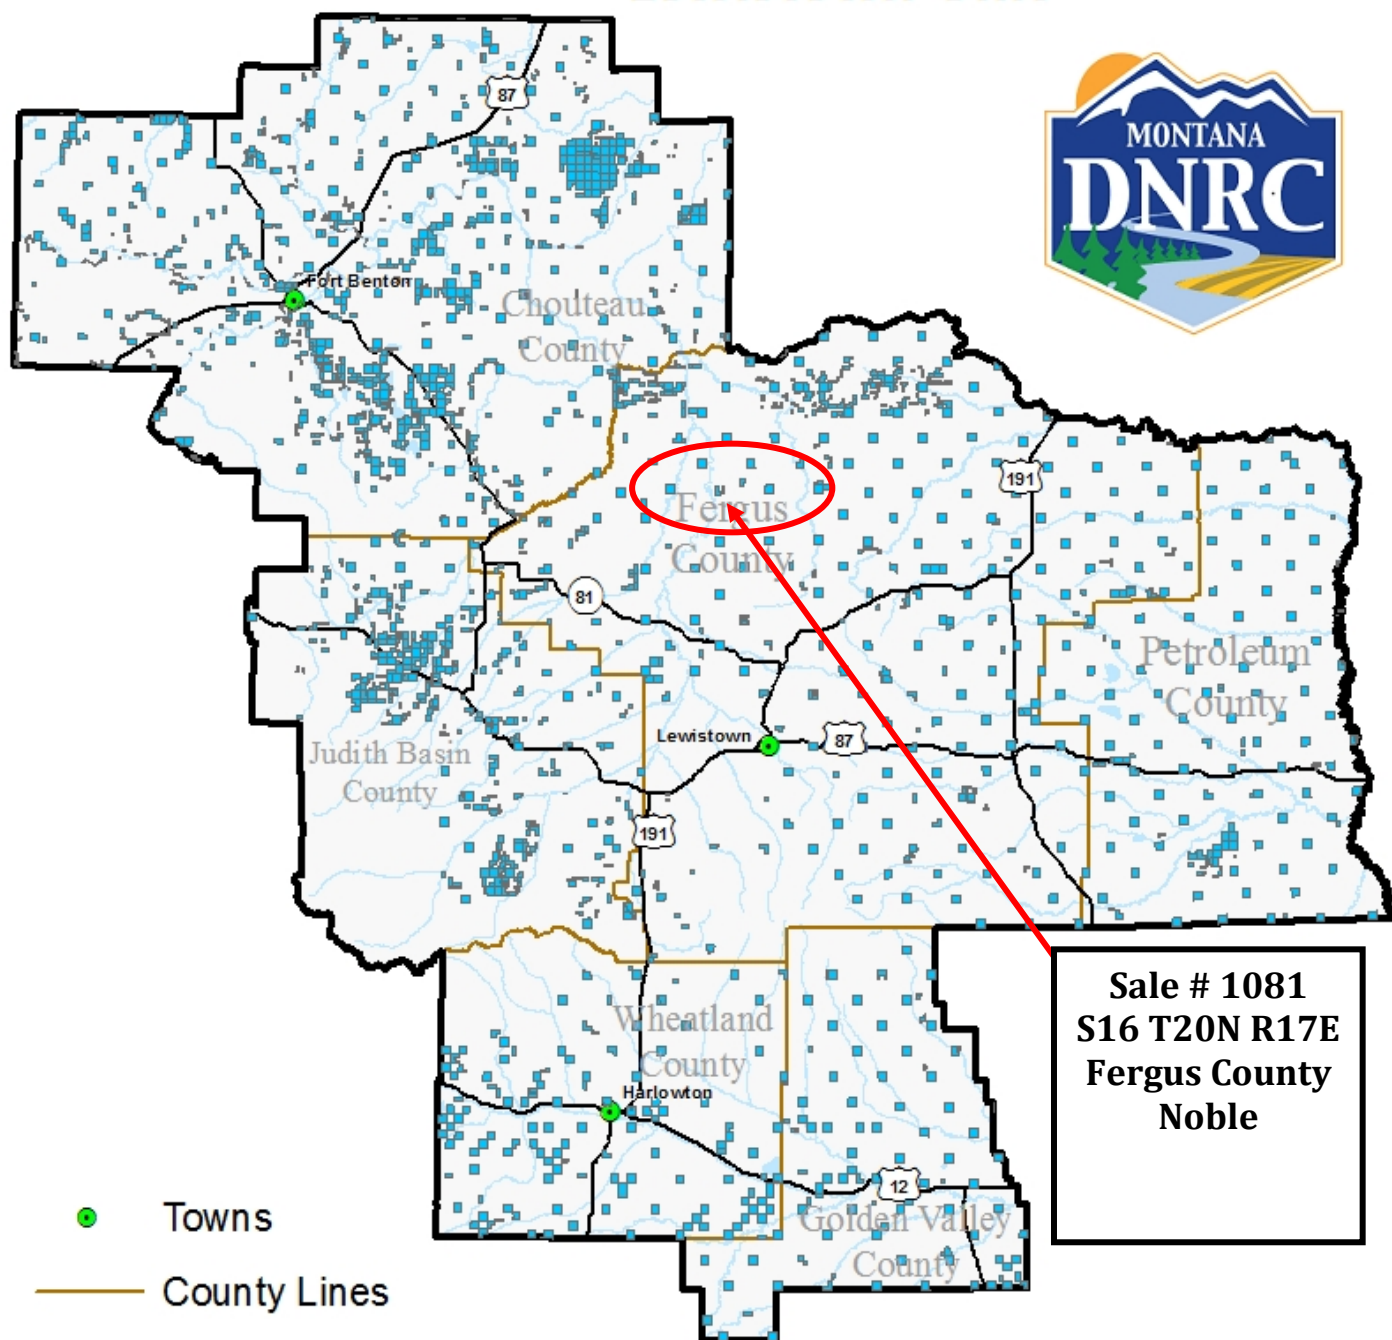 87
MONTANA
DNRC
Fort Benton
Chouteau
County
191
Fergus
County
81
Petroleum
County
Lewistown
87
Judith Basin
County
191
Sale # 1081
S16 T20N R17E
Fergus County
Noble
Wheatland
County
Harlowton
12
Golden Valley
County
Towns
County Lines